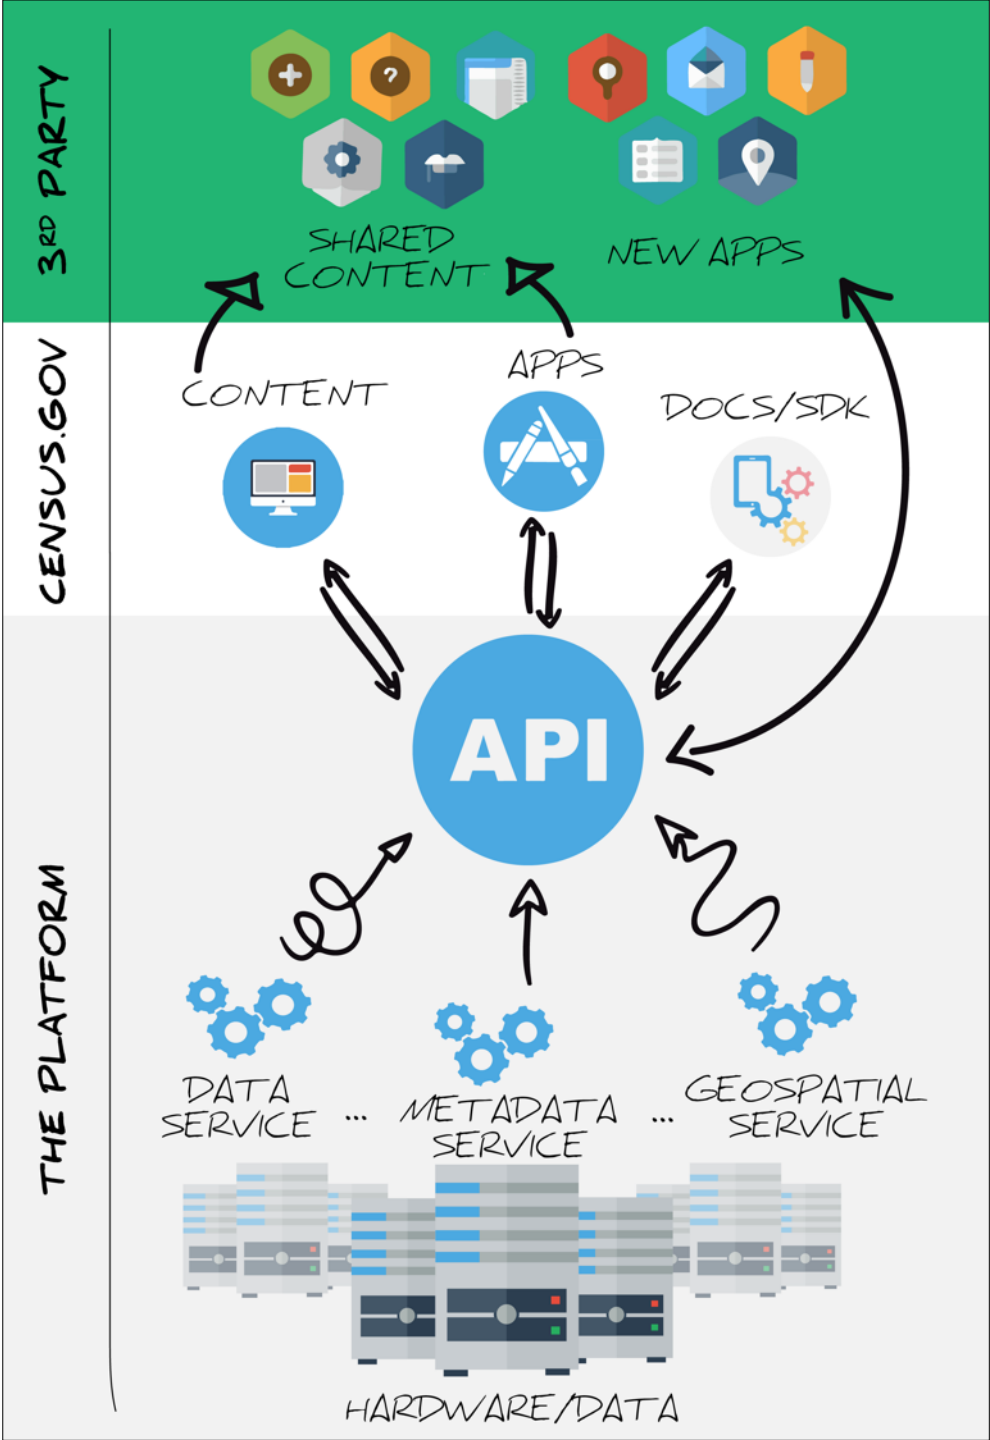 3RD PARTY
SHARED
CONTENT
NEW APPS
CENSUS.GOV
CONTENT
APPS
DOCS/SDK
THE PLATFORM
API
DATA
SERVICE
...
METADATA
SERVICE
...
GEOSPATIAL
SERVICE
HARDWARE/DATA